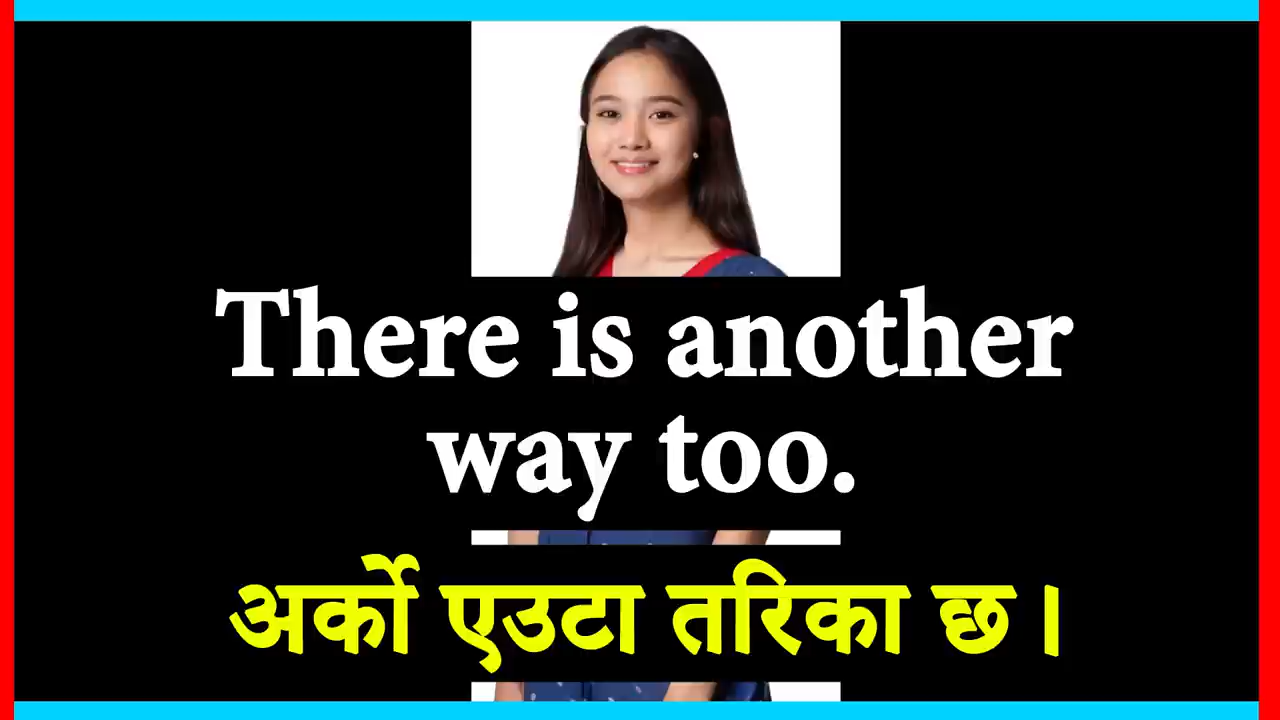 There is another
way too.
अर्को एउटा तरिका छ ।